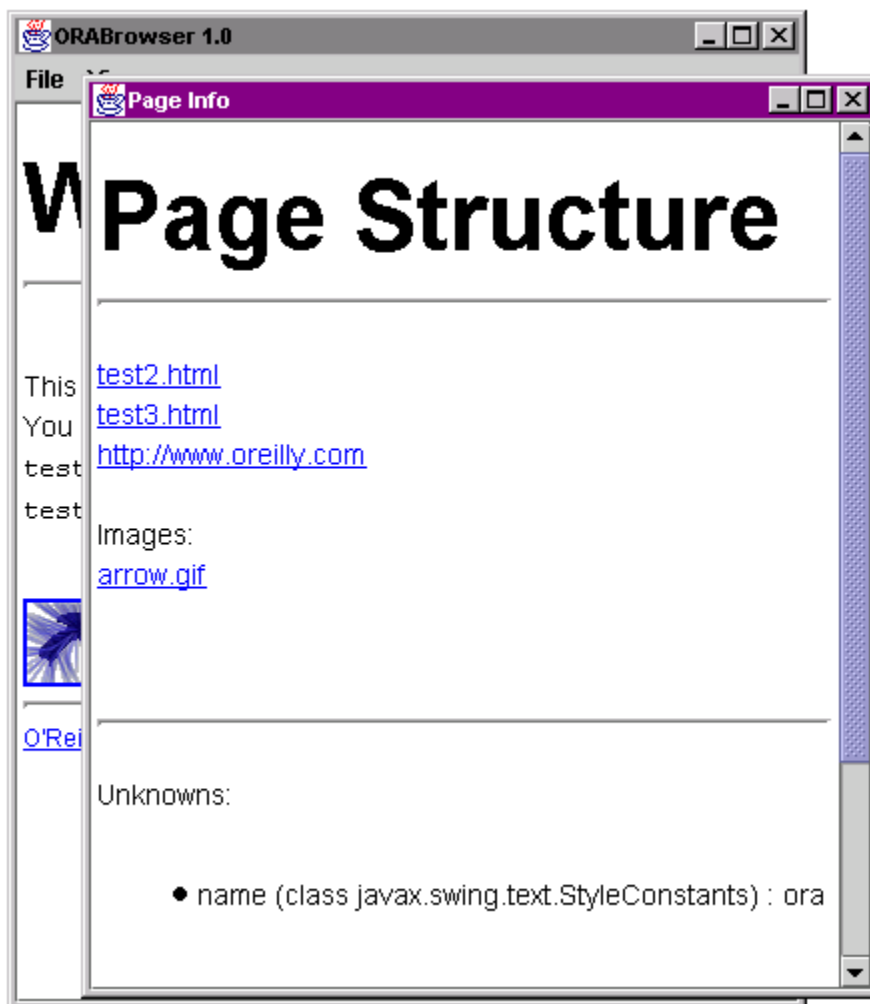 ORABrowser 1.0
File
Page Info
Page Structure
test2.html
test3.html
http://www.oreilly.com
Images:
arrow.gif
Unknowns:
• name (class javax.swing.text.StyleConstants) : ora
This
You
test
test